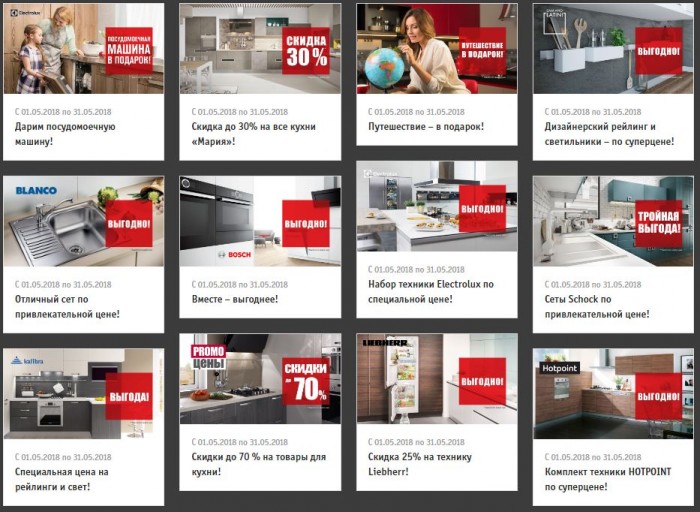 Electrolux
ПОСУДОМОЕЧНАЯ
МАШИНА
В ПОДАРОК!
С 01.05.2018 по 31.05.2018
Дарим посудомоечную
машину!
СКИДКА
30%
С 01.05.2018 по 31.05.2018
Скидка до 30% на все кухни
«Мария»!
ПУТЕШЕСТВИЕ
В ПОДАРОК!
С 01.05.2018 по 31.05.2018
Путешествие – в подарок!
ВЫГОДНО!
С 01.05.2018 по 31.05.2018
Дизайнерский рейлинг и
светильники – по суперцене!
BLANCO
ВЫГОДНО!
С 01.05.2018 по 31.05.2018
Отличный сет по
привлекательной цене!
ВЫГОДНО!
BOSCH
С 01.05.2018 по 31.05.2018
Вместе – выгоднее!
Electrolux
ВЫГОДНО!
С 01.05.2018 по 31.05.2018
Набор техники Electrolux по
специальной цене!
ТРОЙНАЯ
ВЫГОДА!
С 01.05.2018 по 31.05.2018
Сеты Schock по
привлекательной цене!
kalibra
ВЫГОДА!
С 01.05.2018 по 31.05.2018
Специальная цена на
рейлинги и свет!
PROMO
цены
СКИДКИ
до 70%
С 01.05.2018 по 31.05.2018
Скидки до 70 % на товары для
кухни!
LIEBHERR
ВЫГОДНО!
С 01.05.2018 по 31.05.2018
Скидка 25% на технику
Liebherr!
Hotpoint
ВЫГОДНО!
С 01.05.2018 по 31.05.2018
Комплект техники HOTPOINT
по суперцене!